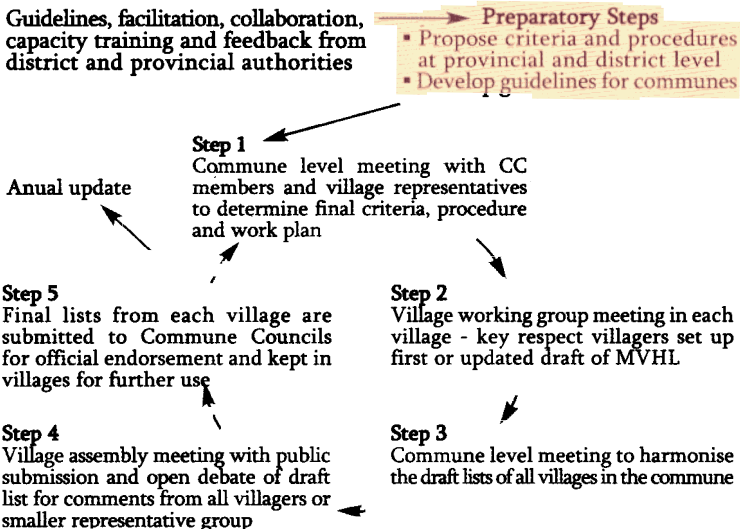 Guidelines, facilitation, collaboration,
capacity training and feedback from
district and provincial authorities
Preparatory Steps
▪ Propose criteria and procedures
at provincial and district level
▪ Develop guidelines for communes
Step 1
Commune level meeting with CC
members and village representatives
to determine final criteria, procedure
and work plan
Anual update
Step 2
Village working group meeting in each
village - key respect villagers set up
first or updated draft of MVHL
Step 3
Commune level meeting to harmonise
the draft lists of all villages in the commune
Step 4
Village assembly meeting with public
submission and open debate of draft
list for comments from all villagers or
smaller representative group
Step 5
Final lists from each village are
submitted to Commune Councils
for official endorsement and kept in
villages for further use